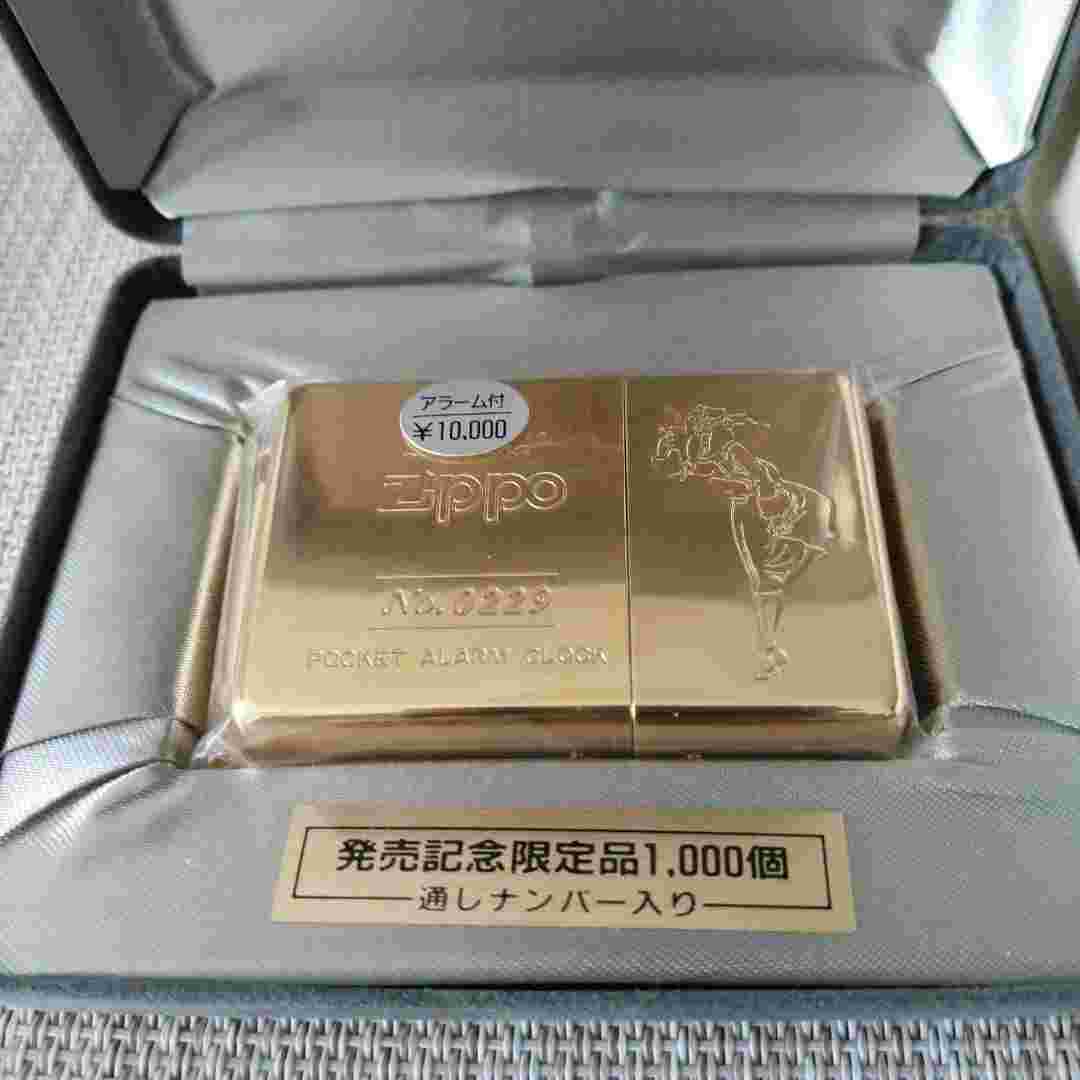 アラーム付
¥10,000
Zippo
No. 0229
POCKET ALARM CLOCK
発売記念限定品1,000個
通しナンバー入り